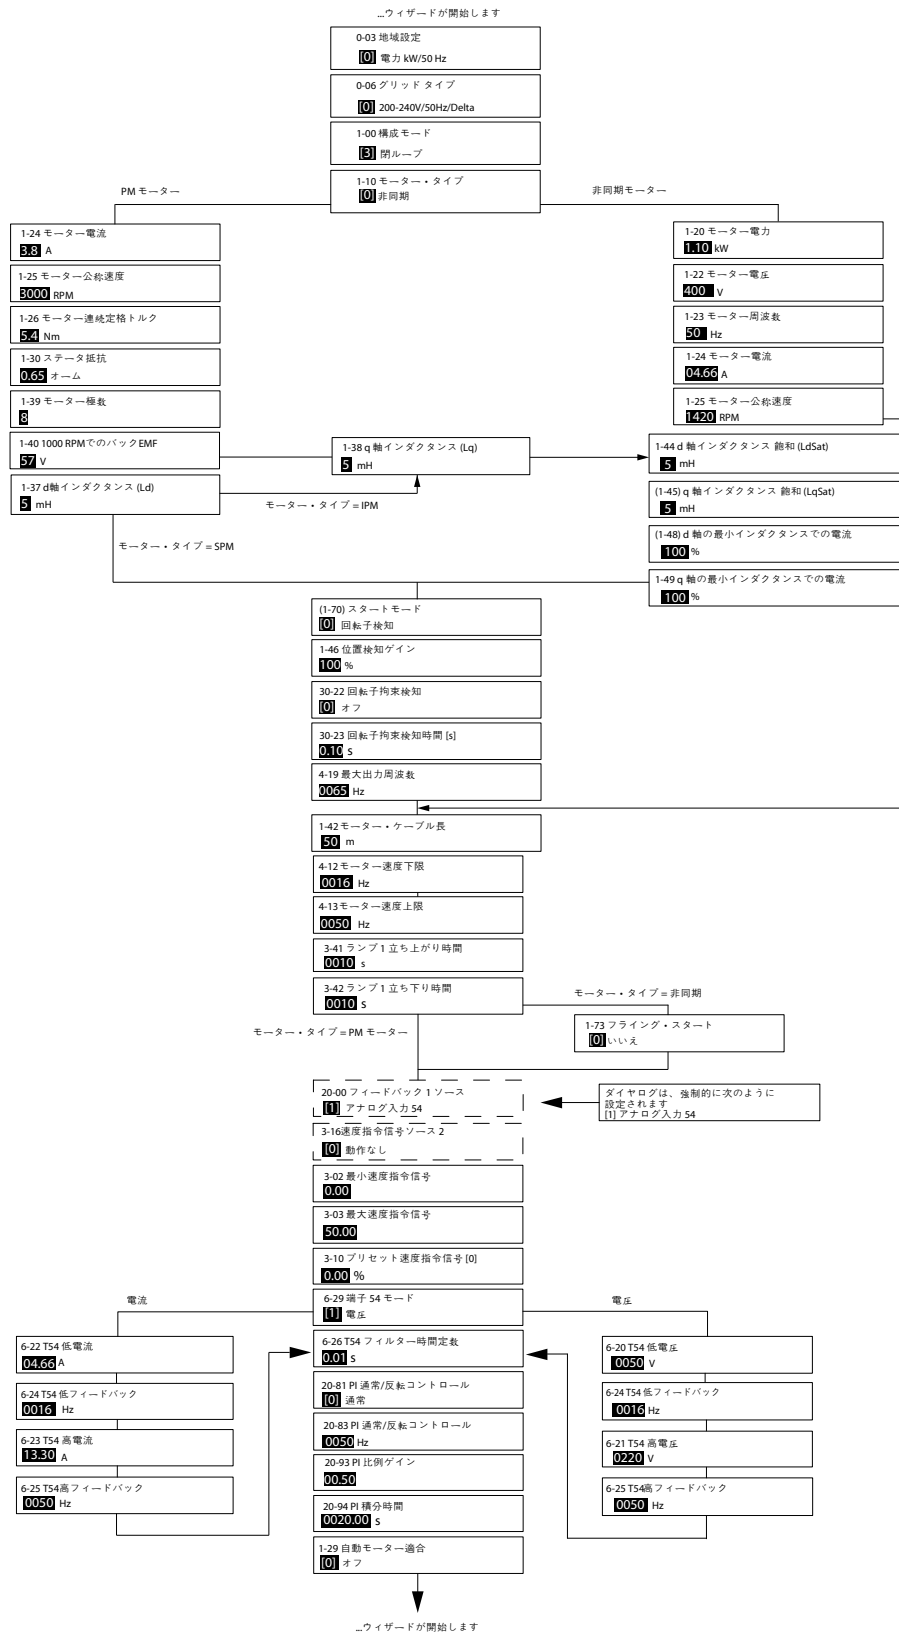 ...ウィザードが開始します
0-03 地域設定
[0] 電力 kW/50 Hz
0-06 グリッド タイプ
[0] 200-240V/50Hz/Delta
1-00 構成モード
[3] 閉ループ
1-10 モーター・タイプ
[0] 非同期
PM モーター
非同期モーター
1-24 モーター電流
3.8 A
1-25 モーター公称速度
3000 RPM
1-26 モーター連続定格トルク
5.4 Nm
1-30 ステータ抵抗
0.65 オーム
1-39 モーター極数
8
1-40 1000 RPMでのバックEMF
57 V
1-37 d軸インダクタンス (Ld)
5 mH
1-20 モーター電力
1.10 kW
1-22 モーター電圧
400 V
1-23 モーター周波数
50 Hz
1-24 モーター電流
04.66 A
1-25 モーター公称速度
1420 RPM
1-38 q 軸インダクタンス (Lq)
5 mH
モーター・タイプ = IPM
モーター・タイプ = SPM
1-44 d 軸インダクタンス 飽和 (LdSat)
5 mH
(1-45) q 軸インダクタンス 飽和 (LqSat)
5 mH
(1-48) d 軸の最小インダクタンスでの電流
100 %
1-49 q 軸の最小インダクタンスでの電流
100 %
(1-70) スタートモード
[0] 回転子検知
1-46 位置検知ゲイン
100 %
30-22 回転子拘束検知
[0] オフ
30-23 回転子拘束検知時間 [s]
0.10 s
4-19 最大出力周波数
0065 Hz
1-42 モーター・ケーブル長
50 m
4-12 モーター速度下限
0016 Hz
4-13 モーター速度上限
0050 Hz
3-41 ランプ 1 立ち上がり時間
0010 s
3-42 ランプ 1 立ち下り時間
0010 s
モーター・タイプ = 非同期
モーター・タイプ = PM モーター
1-73 フライング・スタート
[0] いいえ
20-00 フィードバック 1 ソース
[1] アナログ入力 54
ダイヤログは、強制的に次のように
設定されます
[1] アナログ入力 54
3-16速度指令信号ソース 2
[0] 動作なし
3-02 最小速度指令信号
0.00
3-03 最大速度指令信号
50.00
3-10 プリセット速度指令信号 [0]
0.00 %
6-29 端子 54 モード
[1] 電圧
電流
電圧
6-22 T54 低電流
04.66 A
6-24 T54 低フィードバック
0016 Hz
6-23 T54 高電流
13.30 A
6-25 T54高フィードバック
0050 Hz
6-26 T54 フィルター時間定数
0.01 s
20-81 PI 通常/反転コントロール
[0] 通常
20-83 PI 通常/反転コントロール
0050 Hz
20-93 PI 比例ゲイン
00.50
20-94 PI 積分時間
0020.00 s
1-29 自動モーター適合
[0] オフ
6-20 T54 低電圧
0050 V
6-24 T54 低フィードバック
0016 Hz
6-21 T54 高電圧
0220 V
6-25 T54高フィードバック
0050 Hz
...ウィザードが開始します